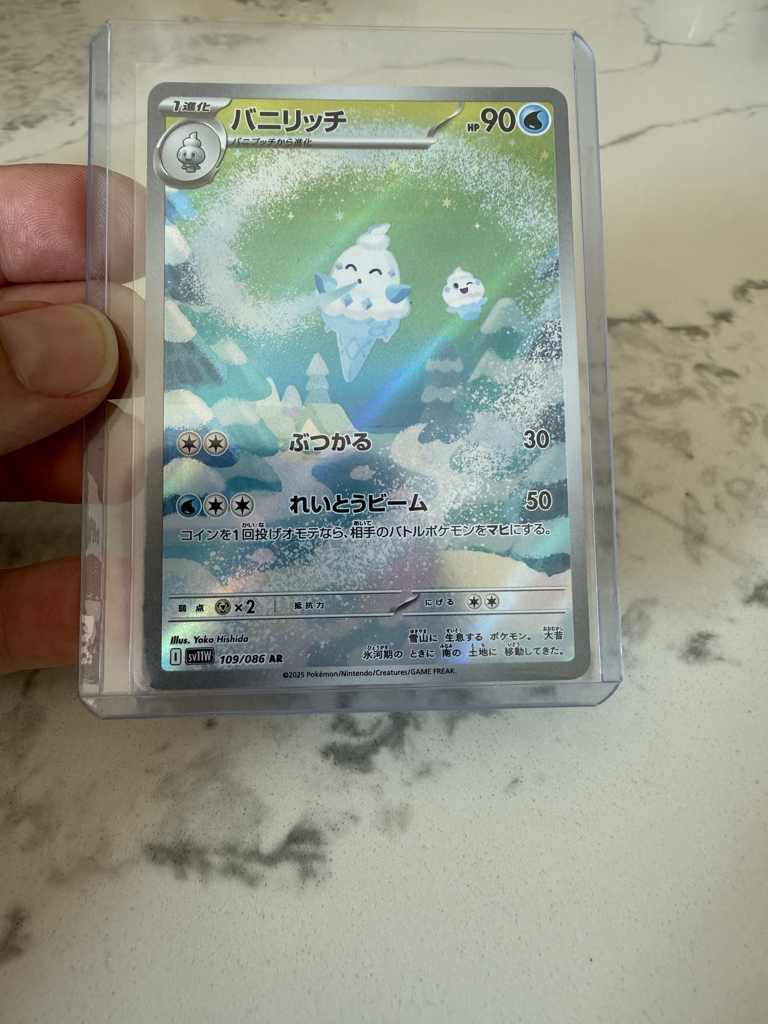 1進化
バニリッチ
HP 90
バニプッチから進化
ぶつかる 30
れいとうビーム 50
コインを1回投げオモテなら、相手のバトルポケモンをマヒにする。
弱点 ×2 抵抗力 にげる
Illus. Yoko Hishida
雪山に 生息する ポケモン。 大昔
氷河期の ときに 南の 土地に 移動してきた。
I sv11W 109/086 AR
©2025 Pokémon/Nintendo/Creatures/GAME FREAK.